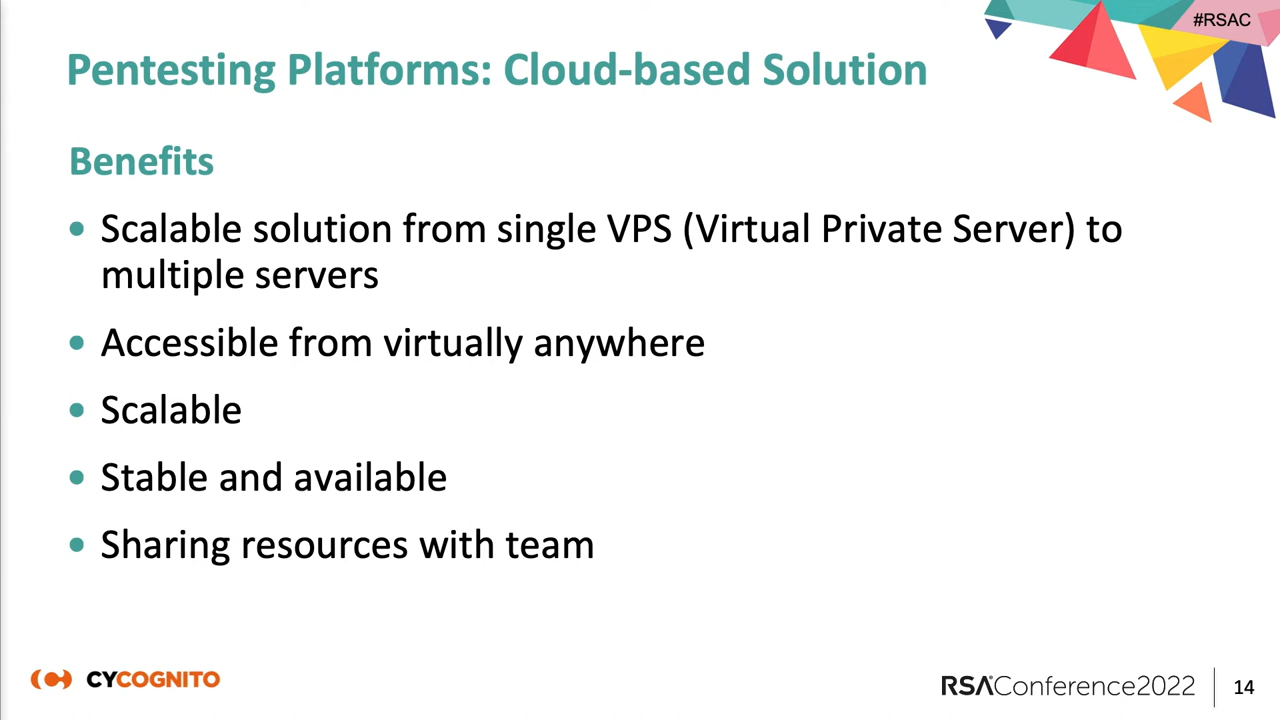 #RSAC
Pentesting Platforms: Cloud-based Solution
Benefits
• Scalable solution from single VPS (Virtual Private Server) to
multiple servers
• Accessible from virtually anywhere
• Scalable
• Stable and available
• Sharing resources with team
CYCOGNITO
RSAConference2022
14